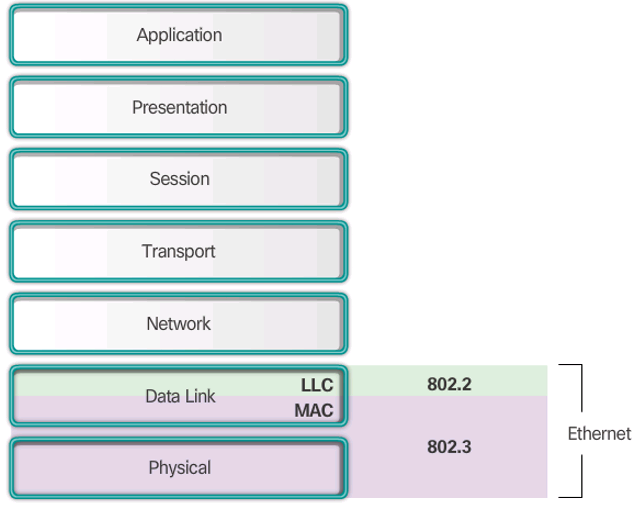 Application
Presentation
Session
Transport
Network
Data Link
LLC
802.2
MAC
802.3
Ethernet
Physical